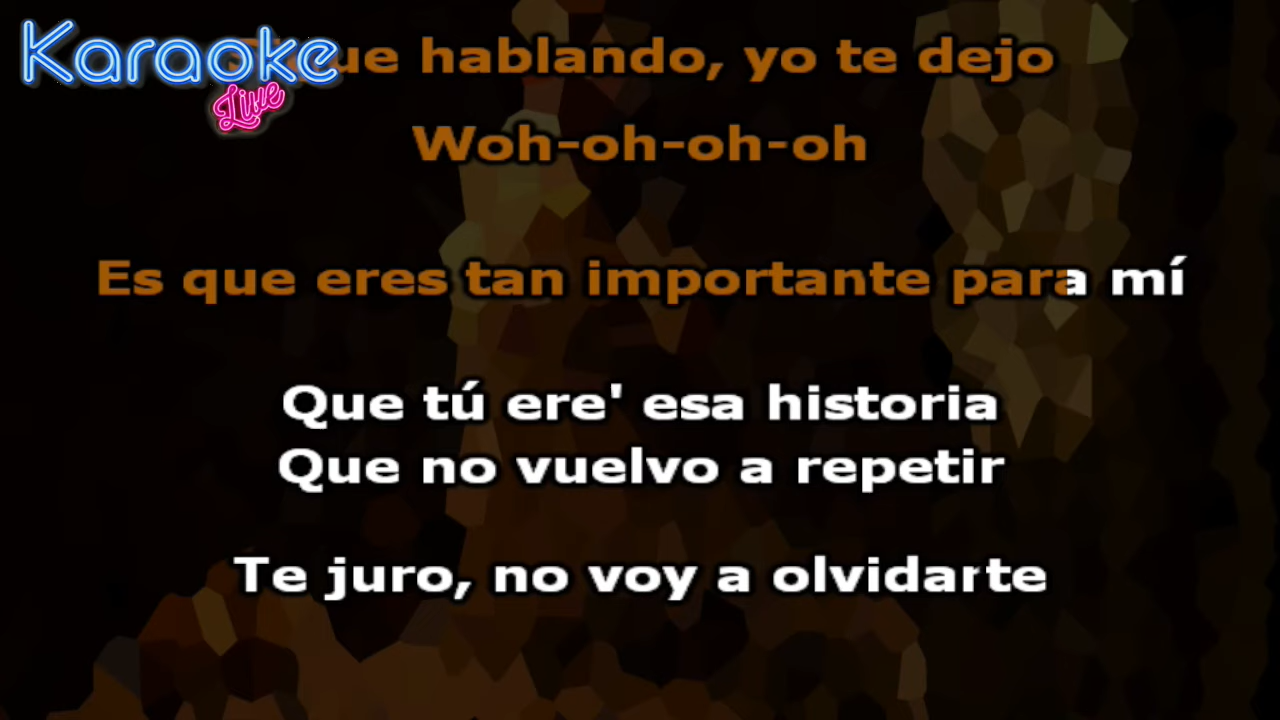 Karaoke
Live
hablando, yo te dejo
Woh-oh-oh-oh
Es que eres tan importante para mí
Que tú ere' esa historia
Que no vuelvo a repetir
Te juro, no voy a olvidarte